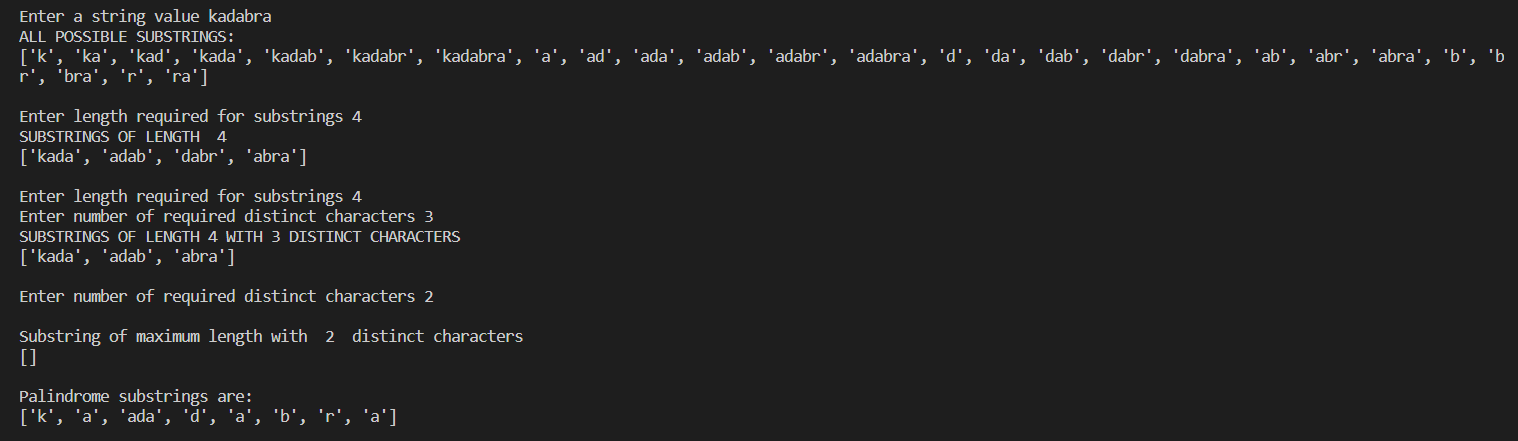 Enter a string value kadabra
ALL POSSIBLE SUBSTRINGS:
['k', 'ka', 'kad', 'kada', 'kadab', 'kadabr', 'kadabra', 'a', 'ad', 'ada', 'adab', 'adabr', 'adabra', 'd', 'da', 'dab', 'dabr', 'dabra', 'ab', 'abr', 'abra', 'b', 'b
r', 'bra', 'r', 'ra']
Enter length required for substrings 4
SUBSTRINGS OF LENGTH  4
['kada', 'adab', 'dabr', 'abra']
Enter length required for substrings 4
Enter number of required distinct characters 3
SUBSTRINGS OF LENGTH 4 WITH 3 DISTINCT CHARACTERS
['kada', 'adab', 'abra']
Enter number of required distinct characters 2
Substring of maximum length with  2  distinct characters
[]
Palindrome substrings are:
['k', 'a', 'ada', 'd', 'a', 'b', 'r', 'a']